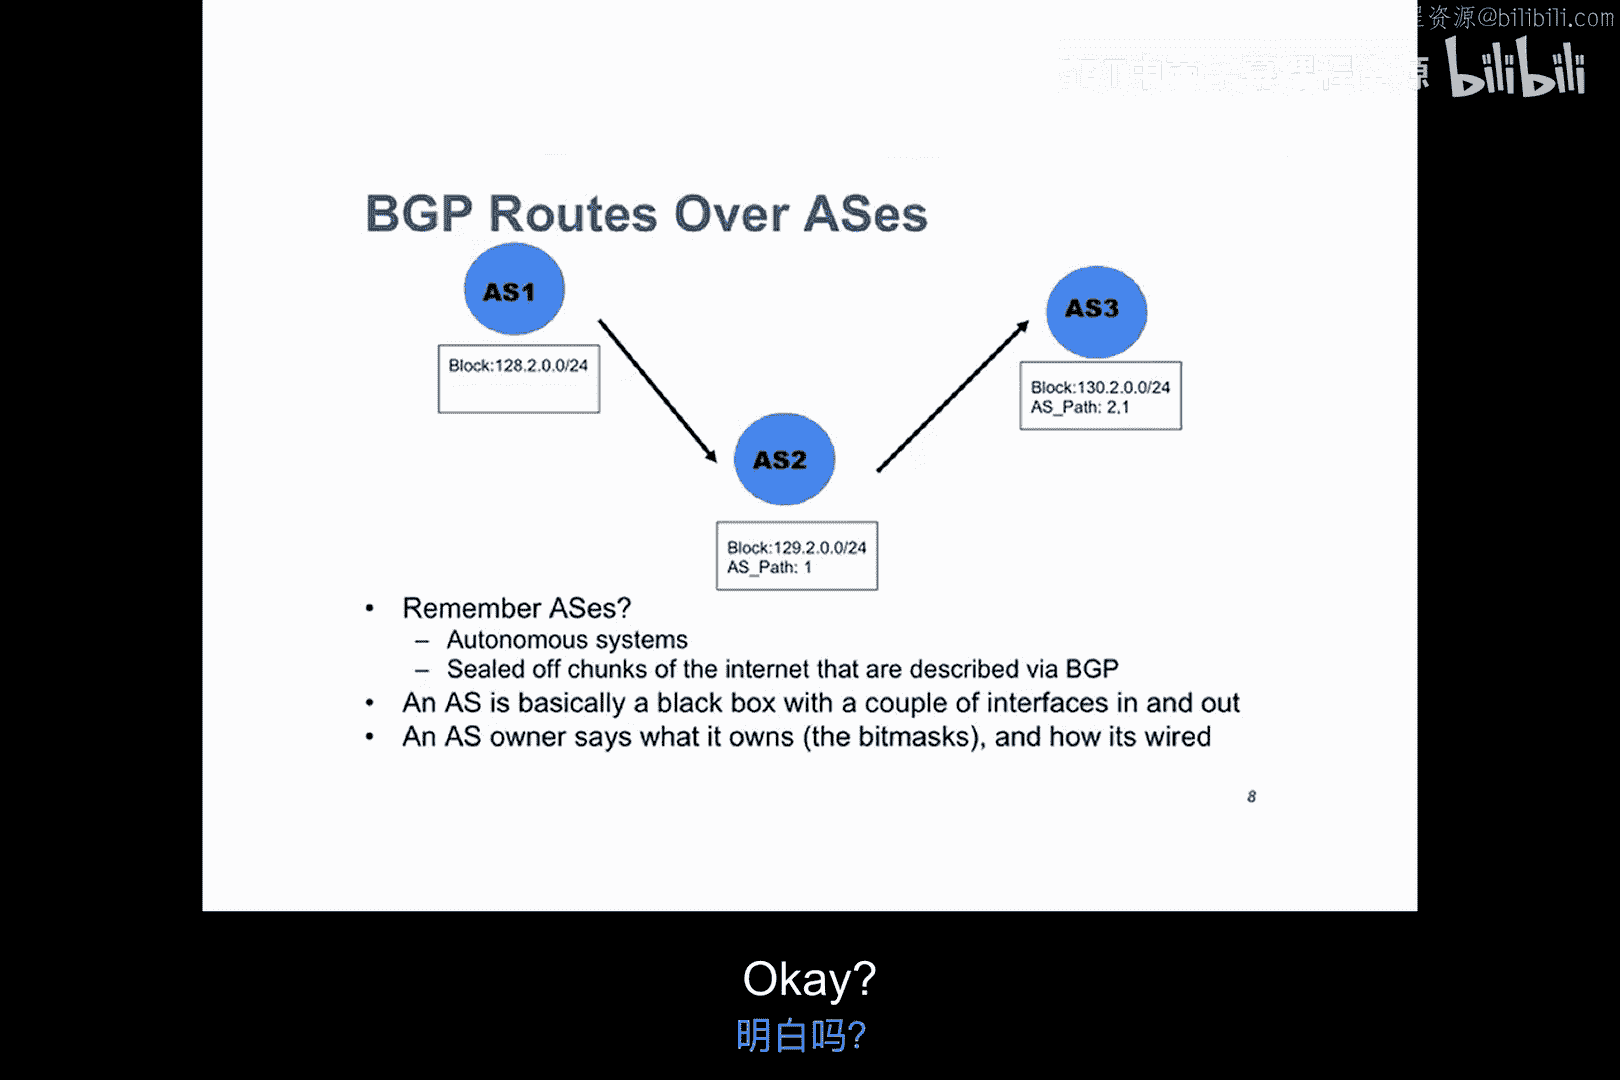 资源@bilibili.com
bilibili
BGP Routes Over ASes
AS1
AS3
Block:128.2.0.0/24
Block:130.2.0.0/24
AS_Path: 2,1
AS2
Block:129.2.0.0/24
AS_Path: 1
• Remember ASes?
– Autonomous systems
– Sealed off chunks of the internet that are described via BGP
• An AS is basically a black box with a couple of interfaces in and out
• An AS owner says what it owns (the bitmasks), and how its wired
8
Okay?
明白吗?